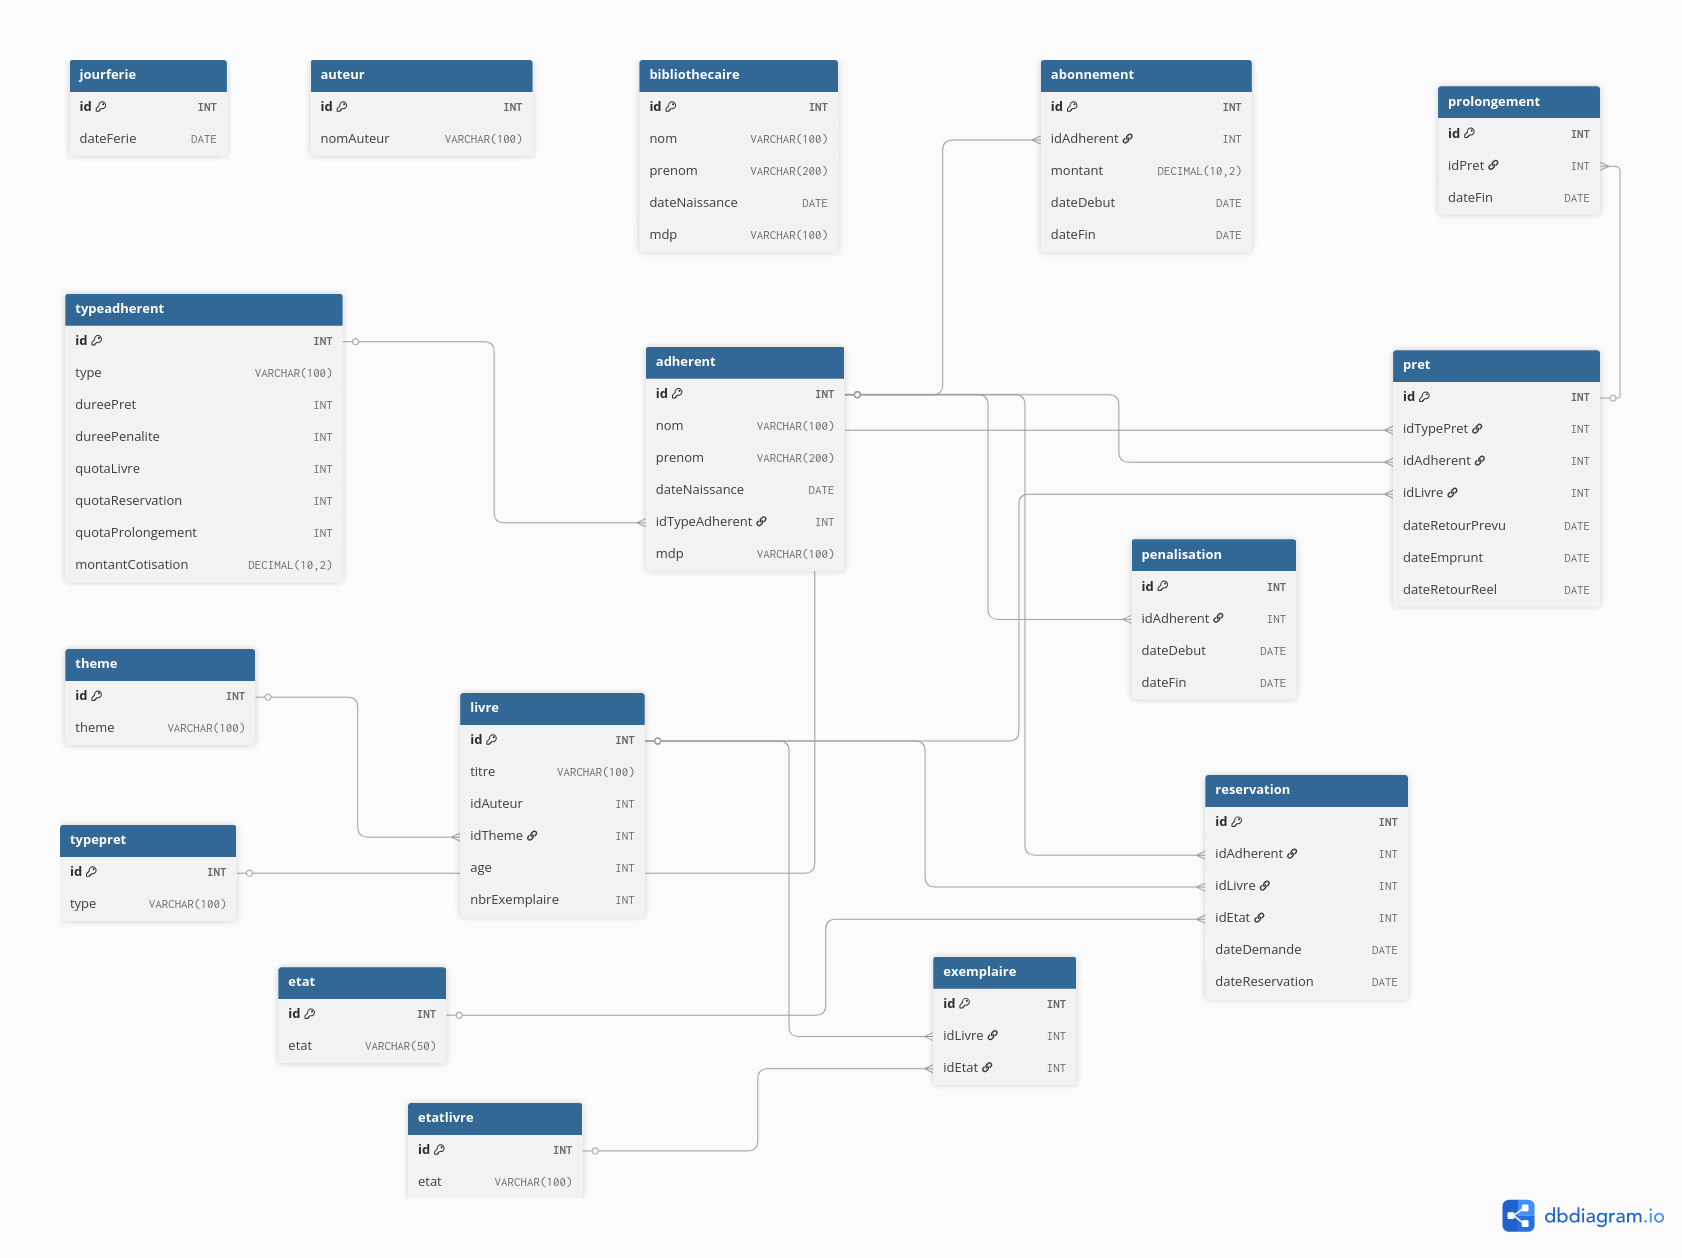 jourferie
id INT
dateFerie DATE
auteur
id INT
nomAuteur VARCHAR(100)
bibliothecaire
id INT
nom VARCHAR(100)
prenom VARCHAR(200)
dateNaissance DATE
mdp VARCHAR(100)
abonnement
id INT
idAdherent INT
montant DECIMAL(10,2)
dateDebut DATE
dateFin DATE
prolongement
id INT
idPret INT
dateFin DATE
typeadherent
id INT
type VARCHAR(100)
dureePret INT
dureePenalite INT
quotaLivre INT
quotaReservation INT
quotaProlongement INT
montantCotisation DECIMAL(10,2)
adherent
id INT
nom VARCHAR(100)
prenom VARCHAR(200)
dateNaissance DATE
idTypeAdherent INT
mdp VARCHAR(100)
pret
id INT
idTypePret INT
idAdherent INT
idLivre INT
dateRetourPrevu DATE
dateEmprunt DATE
dateRetourReel DATE
penalisation
id INT
idAdherent INT
dateDebut DATE
dateFin DATE
theme
id INT
theme VARCHAR(100)
livre
id INT
titre VARCHAR(100)
idAuteur INT
idTheme INT
age INT
nbrExemplaire INT
typepret
id INT
type VARCHAR(100)
reservation
id INT
idAdherent INT
idLivre INT
idEtat INT
dateDemande DATE
dateReservation DATE
etat
id INT
etat VARCHAR(50)
exemplaire
id INT
idLivre INT
idEtat INT
etatlivre
id INT
etat VARCHAR(100)
dbdiagram.io